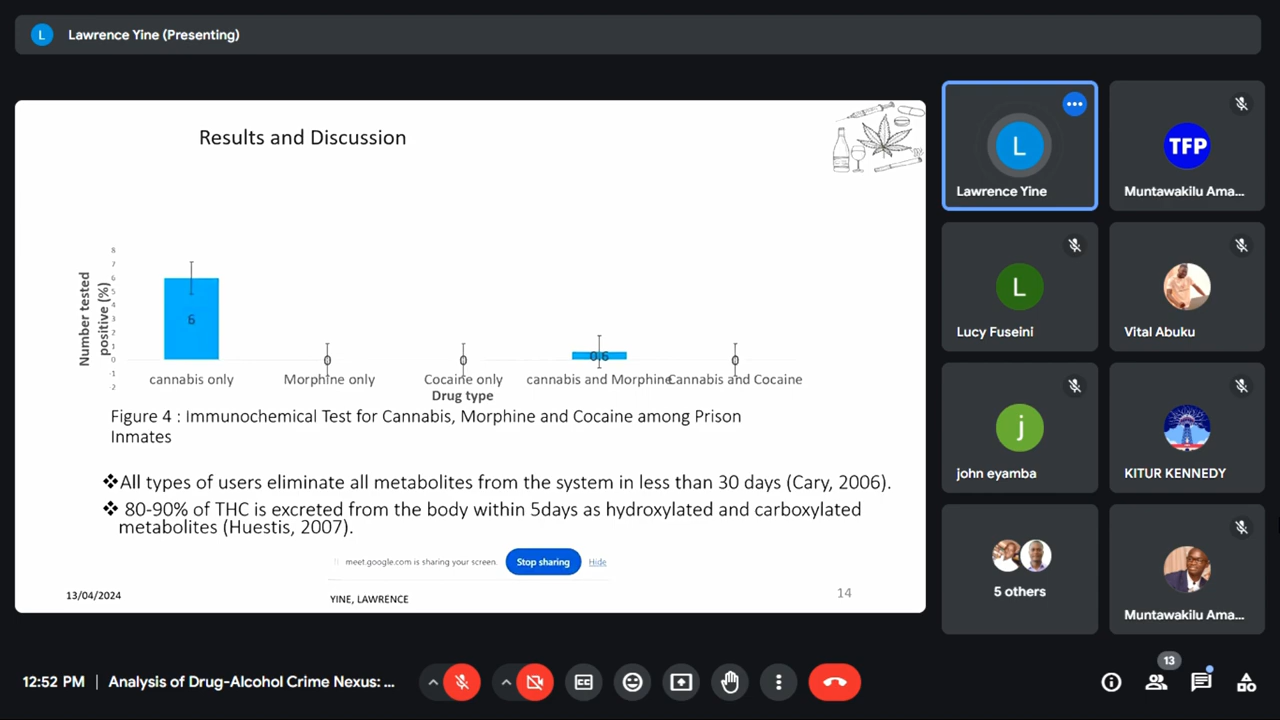 L Lawrence Yine (Presenting)
Results and Discussion
Number tested
positive (%)
8
7
6
5
4
3
2
1
0
-1
-2
6
0
0
0.6
0
cannabis only
Morphine only
Cocaine only
cannabis and Morphine
Cannabis and Cocaine
Drug type
Figure 4 : Immunochemical Test for Cannabis, Morphine and Cocaine among Prison
Inmates
❖All types of users eliminate all metabolites from the system in less than 30 days (Cary, 2006).
❖ 80-90% of THC is excreted from the body within 5days as hydroxylated and carboxylated
metabolites (Huestis, 2007).
meet.google.com is sharing your screen.
Stop sharing
Hide
13/04/2024
YINE, LAWRENCE
14
L
Lawrence Yine
TFP
Muntawakilu Ama...
L
Lucy Fuseini
Vital Abuku
j
john eyamba
KITUR KENNEDY
5 others
Muntawakilu Ama...
12:52 PM | Analysis of Drug-Alcohol Crime Nexus: ...
13